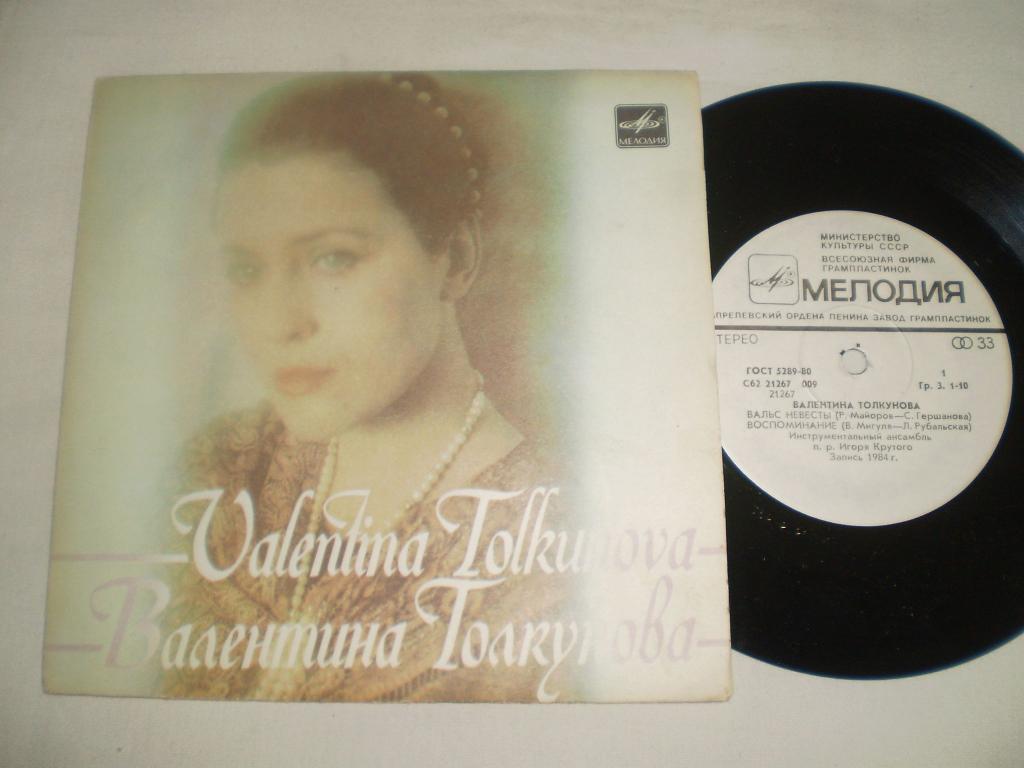 МЕЛОДИЯ
Valentina Tolkunova
Валентина Толкунова
МИНИСТЕРСТВО
КУЛЬТУРЫ СССР
ВСЕСОЮЗНАЯ ФИРМА
ГРАМПЛАСТИНОК
МЕЛОДИЯ
АПРЕЛЕВСКИЙ ОРДЕНА ЛЕНИНА ЗАВОД ГРАМПЛАСТИНОК
ТЕРЕО 33
ГОСТ 5289-80 1
С62 21267 009 Гр. 3. 1-10
21267
ВАЛЕНТИНА ТОЛКУНОВА
ВАЛЬС НЕВЕСТЫ (Р. Майоров—С. Гершанова)
ВОСПОМИНАНИЕ (В. Мигуля—Л. Рубальская)
Инструментальный ансамбль
п. р. Игоря Крутого
Запись 1984 г.